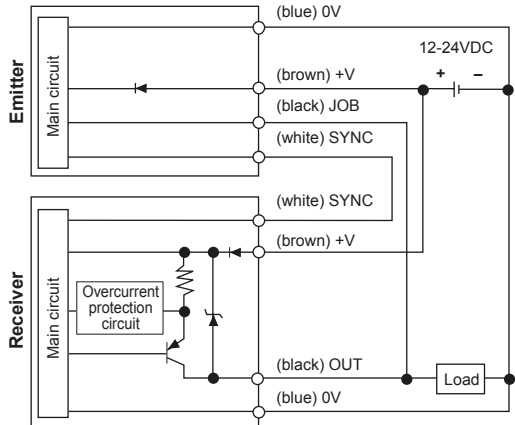 (blue) 0V
12-24VDC
+ −
Emitter
Main circuit
(brown) +V
(black) JOB
(white) SYNC
(white) SYNC
(brown) +V
Receiver
Main circuit
Overcurrent
protection
circuit
(black) OUT
Load
(blue) 0V